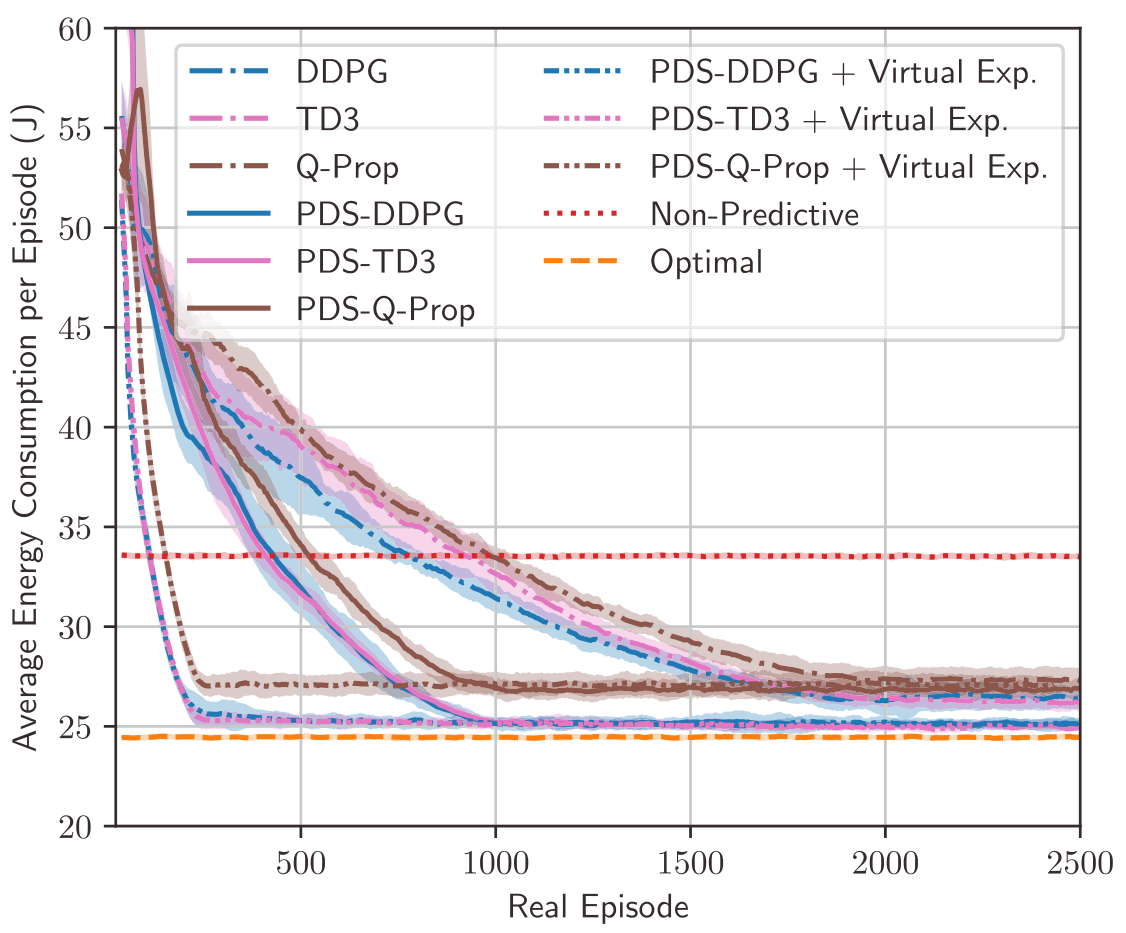 Average Energy Consumption per Episode (J)
60
55
50
45
40
35
30
25
20
DDPG
TD3
Q-Prop
PDS-DDPG
PDS-TD3
PDS-Q-Prop
PDS-DDPG + Virtual Exp.
PDS-TD3 + Virtual Exp.
PDS-Q-Prop + Virtual Exp.
Non-Predictive
Optimal
500
1000
1500
2000
2500
Real Episode